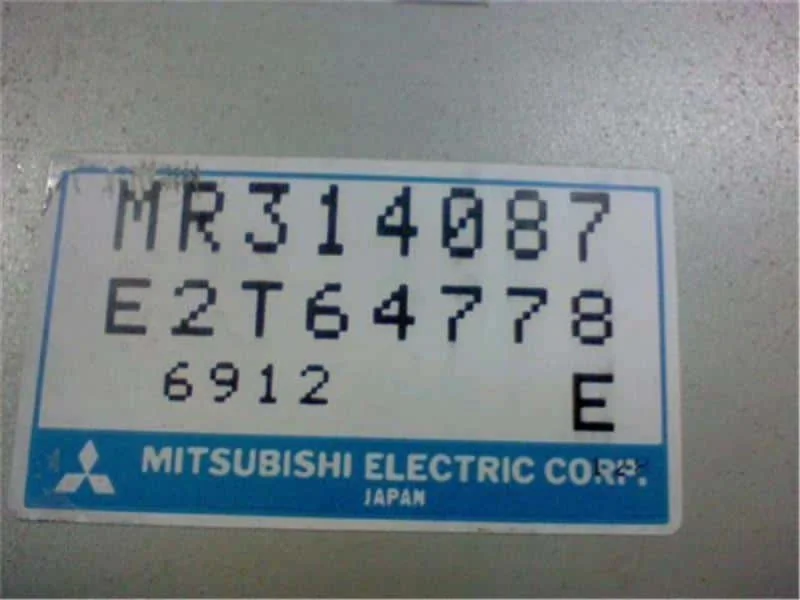 MR314087
E2T64778
6912 E
MITSUBISHI ELECTRIC CORP.
JAPAN